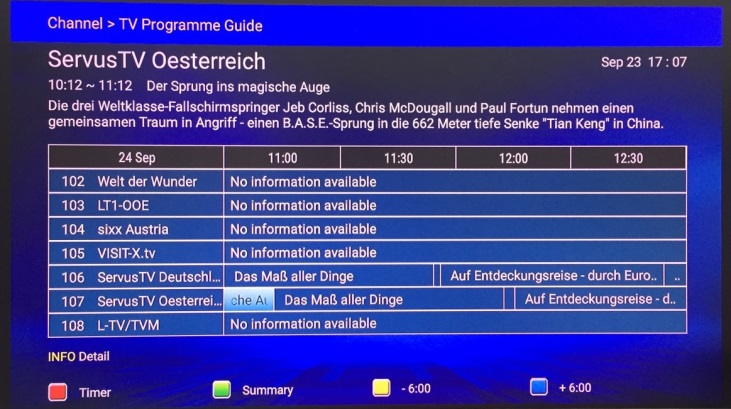 Channel > TV Programme Guide
ServusTV Oesterreich
Sep 23 17:07
10:12 ~ 11:12 Der Sprung ins magische Auge
Die drei Weltklasse-Fallschirmspringer Jeb Corliss, Chris McDougall und Paul Fortun nehmen einen
gemeinsamen Traum in Angriff - einen B.A.S.E.-Sprung in die 662 Meter tiefe Senke "Tian Keng" in China.
24 Sep 11:00 11:30 12:00 12:30
102 Welt der Wunder No information available
103 LT1-OOE No information available
104 sixx Austria No information available
105 VISIT-X.tv No information available
106 ServusTV Deutschl... Das Maß aller Dinge Auf Entdeckungsreise - durch Euro.. ..
107 ServusTV Oesterrei... che Au Das Maß aller Dinge Auf Entdeckungsreise - d..
108 L-TV/TVM No information available
INFO Detail
Timer Summary - 6:00 + 6:00